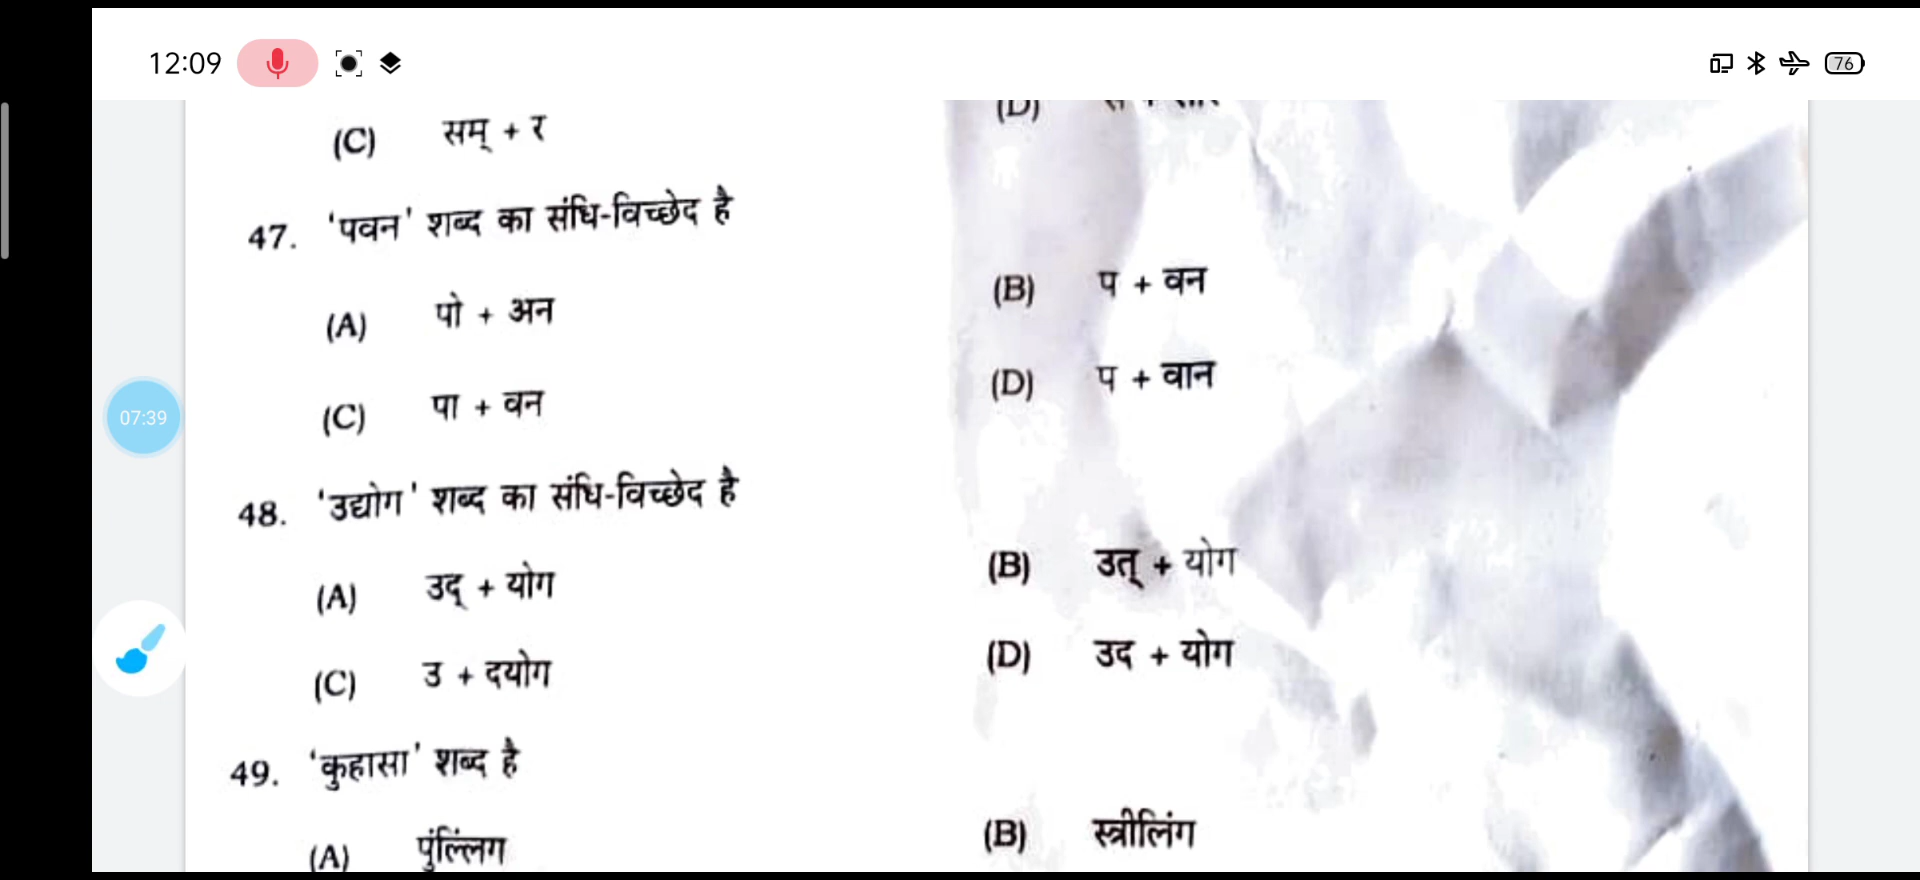 12:09
76
(C) सम् + र
(D)
47. 'पवन' शब्द का संधि-विच्छेद है
(A) पो + अन
(B) प + वन
(C) पा + वन
(D) प + वान
07:39
48. 'उद्योग' शब्द का संधि-विच्छेद है
(A) उद् + योग
(B) उत् + योग
(C) उ + दयोग
(D) उद + योग
49. 'कुहासा' शब्द है
(A) पुंल्लिंग
(B) स्त्रीलिंग